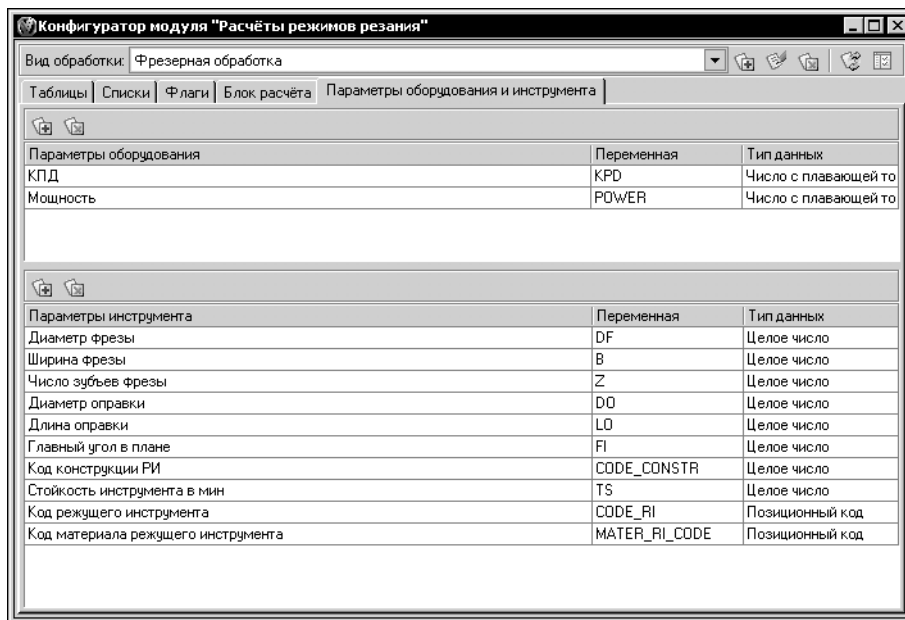 Конфигуратор модуля "Расчёты режимов резания"
Вид обработки: Фрезерная обработка
Таблицы Списки Флаги Блок расчёта Параметры оборудования и инструмента
Параметры оборудования Переменная Тип данных
КПД KPD Число с плавающей то
Мощность POWER Число с плавающей то
Параметры инструмента Переменная Тип данных
Диаметр фрезы DF Целое число
Ширина фрезы B Целое число
Число зубъев фрезы Z Целое число
Диаметр оправки DO Целое число
Длина оправки LO Целое число
Главный угол в плане FI Целое число
Код конструкции РИ CODE_CONSTR Целое число
Стойкость инструмента в мин TS Целое число
Код режущего инструмента CODE_RI Позиционный код
Код материала режущего инструмента MATER_RI_CODE Позиционный код